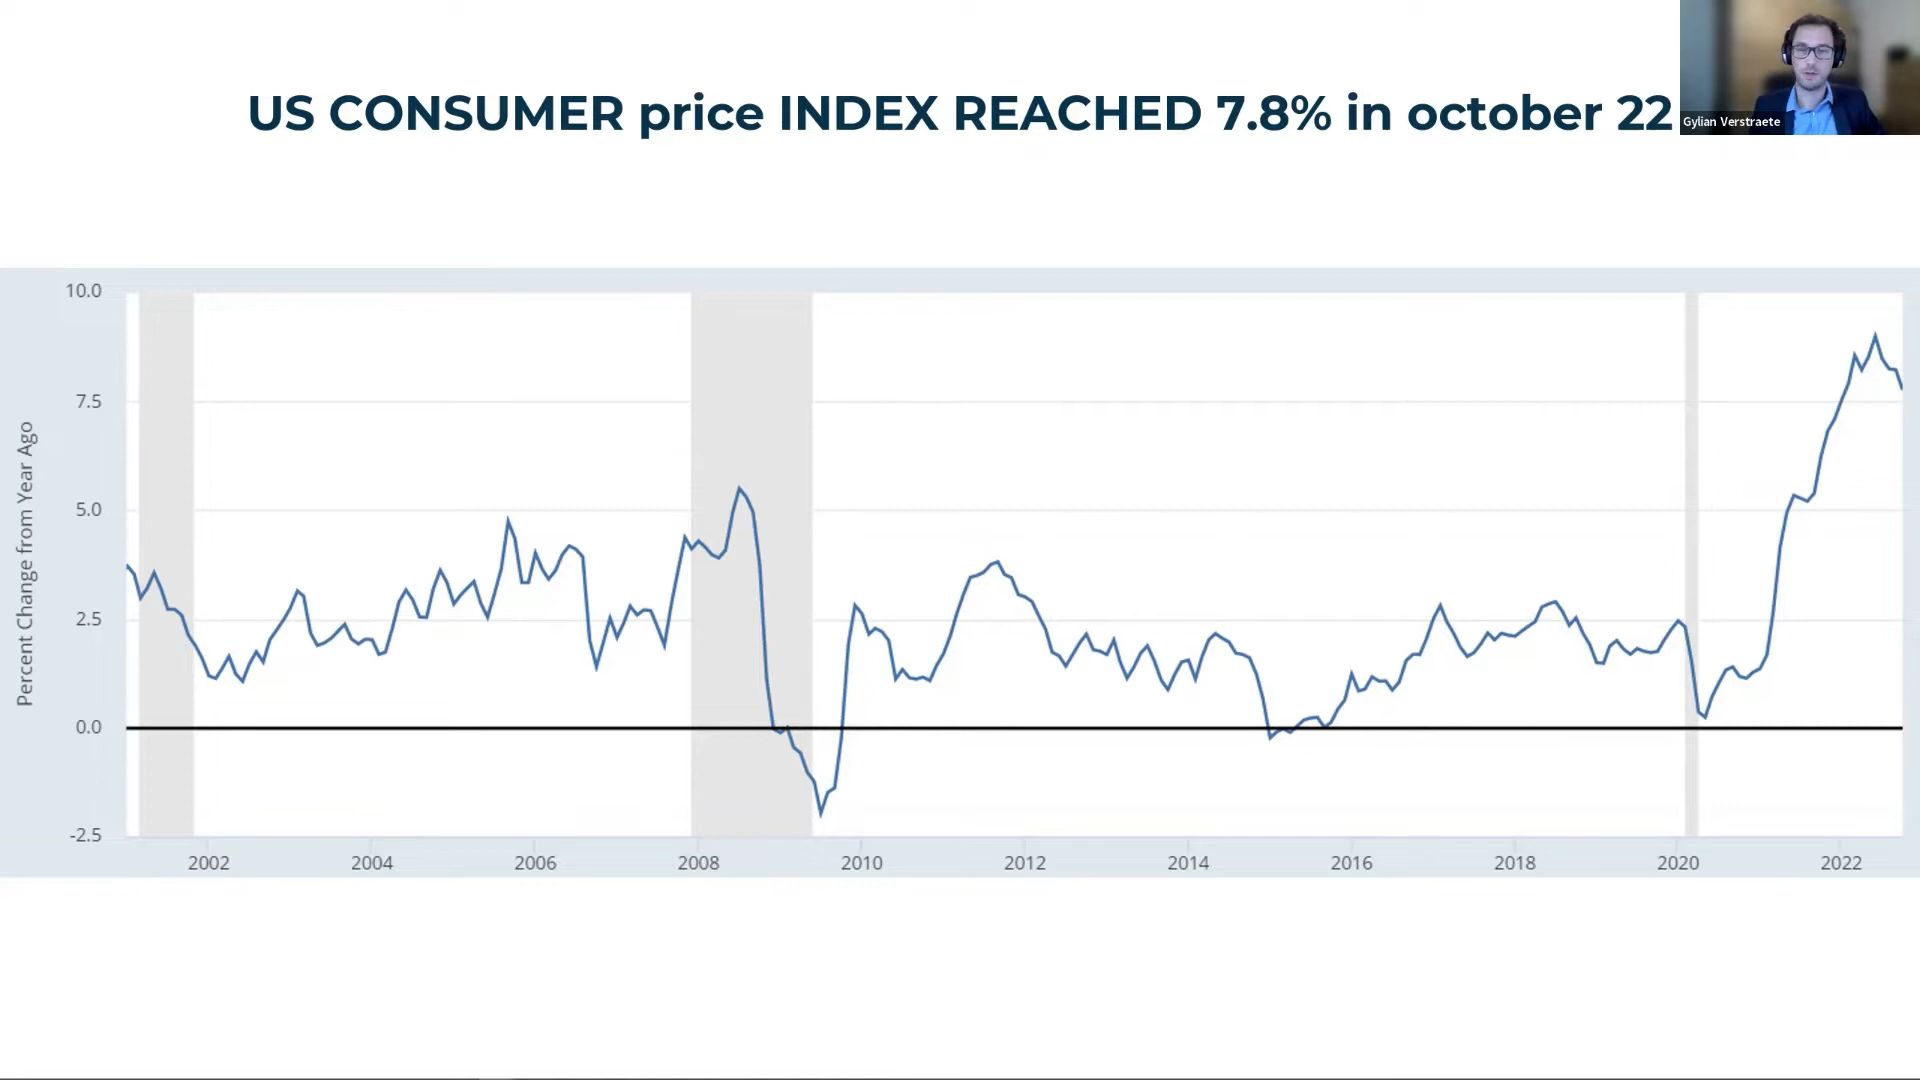 US CONSUMER price INDEX REACHED 7.8% in october 22
Gylian Verstraete
Percent Change from Year Ago
10.0
7.5
5.0
2.5
0.0
-2.5
2002 2004 2006 2008 2010 2012 2014 2016 2018 2020 2022